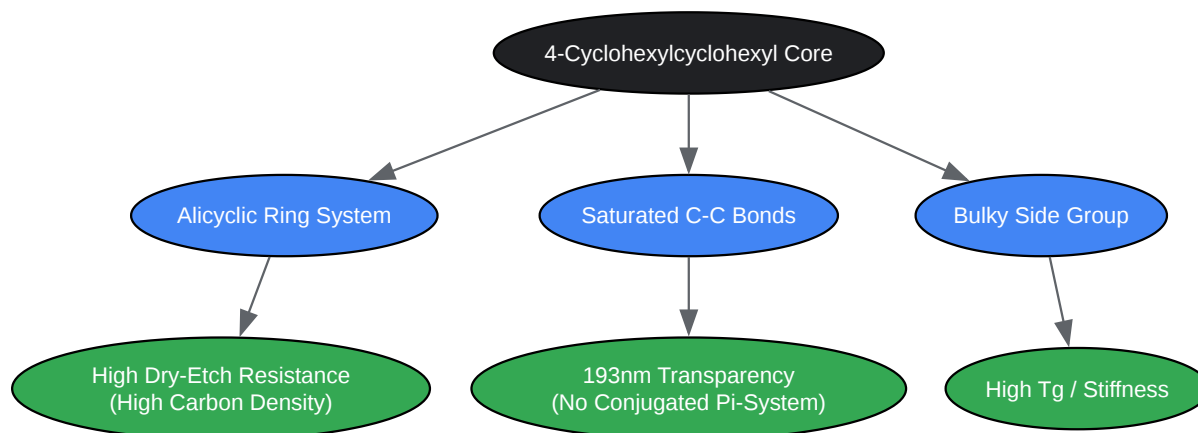 4-Cyclohexylcyclohexyl Core
Alicyclic Ring System
Saturated C-C Bonds
Bulky Side Group
High Dry-Etch Resistance
(High Carbon Density)
193nm Transparency
(No Conjugated Pi-System)
High Tg / Stiffness